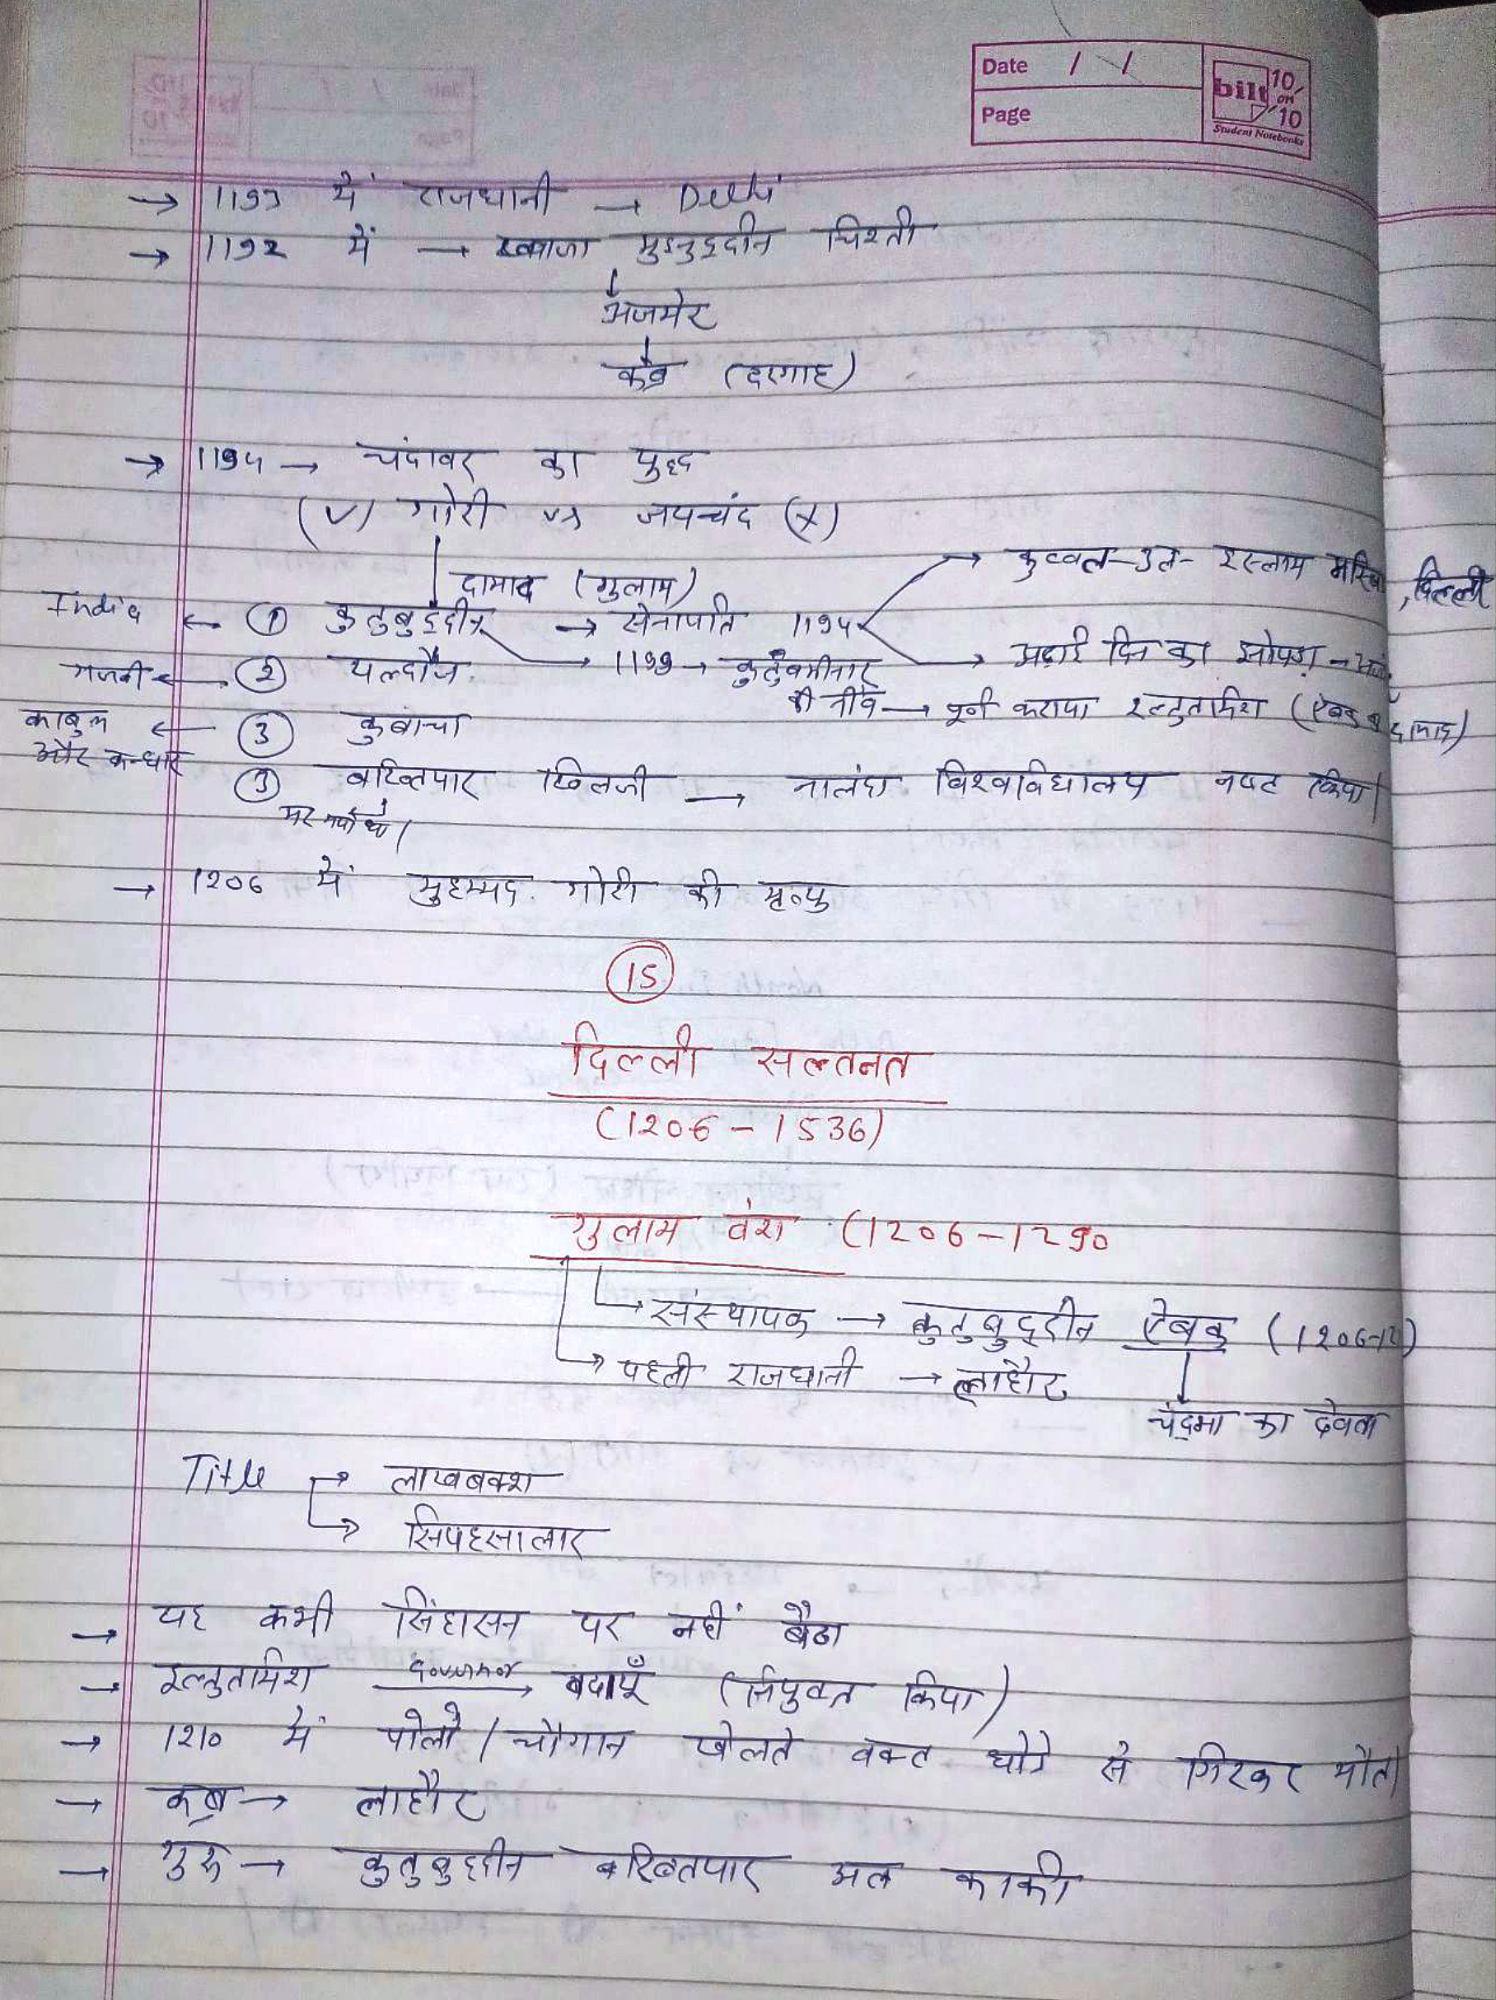 Date / /
Page
bilt 10 on 10
Student Notebooks
→ 1193 में राजधानी → Delhi
→ 1192 में → ख्वाजा मुइनुद्दीन चिश्ती
↓
अजमेर
↓
कब्र (दरगाह)
→ 1194 → चंदावर का युद्ध
(√) गोरी vs जयचंद (×)
दामाद (गुलाम)
India ← ① कुतुबुद्दीन → सेनापति 1194 → कुव्वत-उल-इस्लाम मस्जि, दिल्ली
→ अढ़ाई दिन का झोपड़ा -
गजनी ← ② यल्दौज → 1199 → कुतुबमीनार
की नींव → पूर्ण कराया इल्तुतमिश (ऐबक का दामाद)
काबुल और कन्धार ← ③ कुबाचा
③ बख्तियार खिलजी → नालंदा विश्वविद्यालय नष्ट किया।
मर गया था।
→ 1206 में मुहम्मद गोरी की मृत्यु
15
दिल्ली सल्तनत
(1206 - 1536)
गुलाम वंश (1206-1290
→ संस्थापक → कुतुबुद्दीन ऐबक (1206-12)
→ पहली राजधानी → लाहौर
↓
चंद्रमा का देवता
Title → लाखबक्श
→ सिपहसालार
→ यह कभी सिंहासन पर नहीं बैठा
→ इल्तुतमिश governor → बदायूँ (नियुक्त किया)
→ 1210 में पोलो / चौगान खेलते वक्त घोरे से गिरकर मौत।
→ कब्र → लाहौर
→ गुरु → कुतुबुद्दीन बख्तियार अल काकी